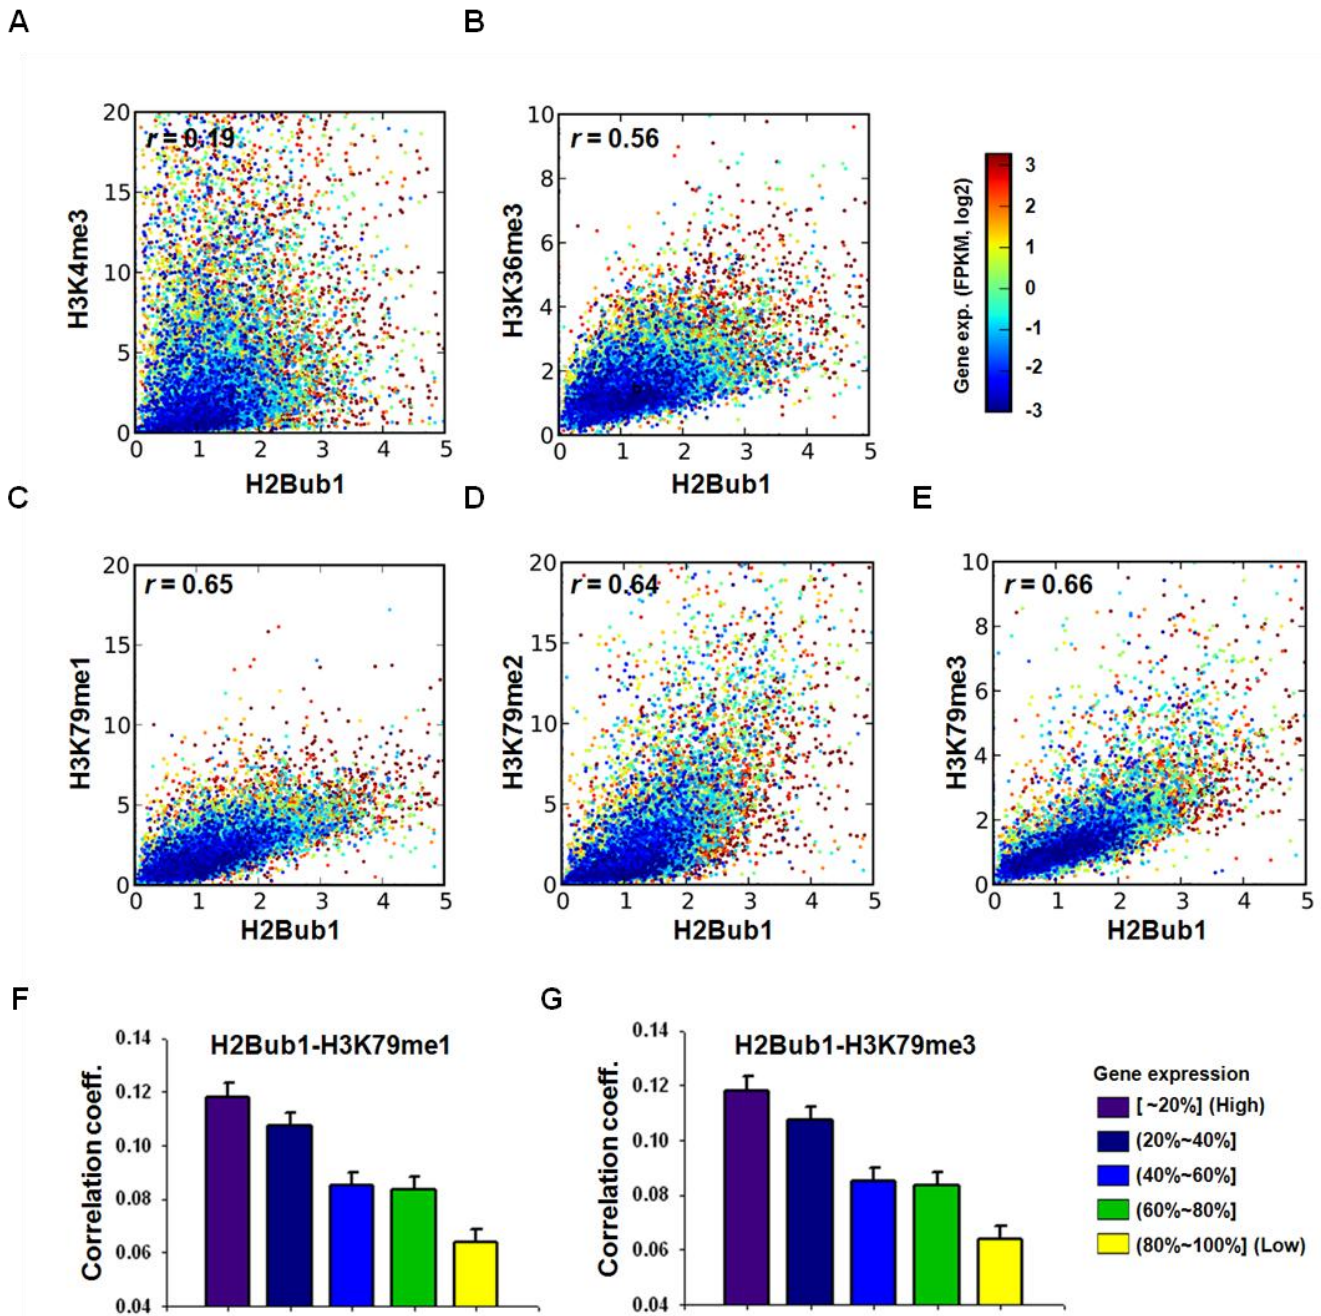 A
B
20
15
10
5
0
r = 0.19
H3K4me3
0 1 2 3 4 5
H2Bub1
10
8
6
4
2
0
r = 0.56
H3K36me3
0 1 2 3 4 5
H2Bub1
Gene exp. (FPKM, log2)
3
2
1
0
-1
-2
-3
C
D
E
20
15
10
5
0
r = 0.65
H3K79me1
0 1 2 3 4 5
H2Bub1
20
15
10
5
0
r = 0.64
H3K79me2
0 1 2 3 4 5
H2Bub1
10
8
6
4
2
0
r = 0.66
H3K79me3
0 1 2 3 4 5
H2Bub1
F
G
H2Bub1-H3K79me1
Correlation coeff.
0.14
0.12
0.10
0.08
0.06
0.04
H2Bub1-H3K79me3
Correlation coeff.
0.14
0.12
0.10
0.08
0.06
0.04
Gene expression
[ ~20%] (High)
(20%~40%]
(40%~60%]
(60%~80%]
(80%~100%] (Low)